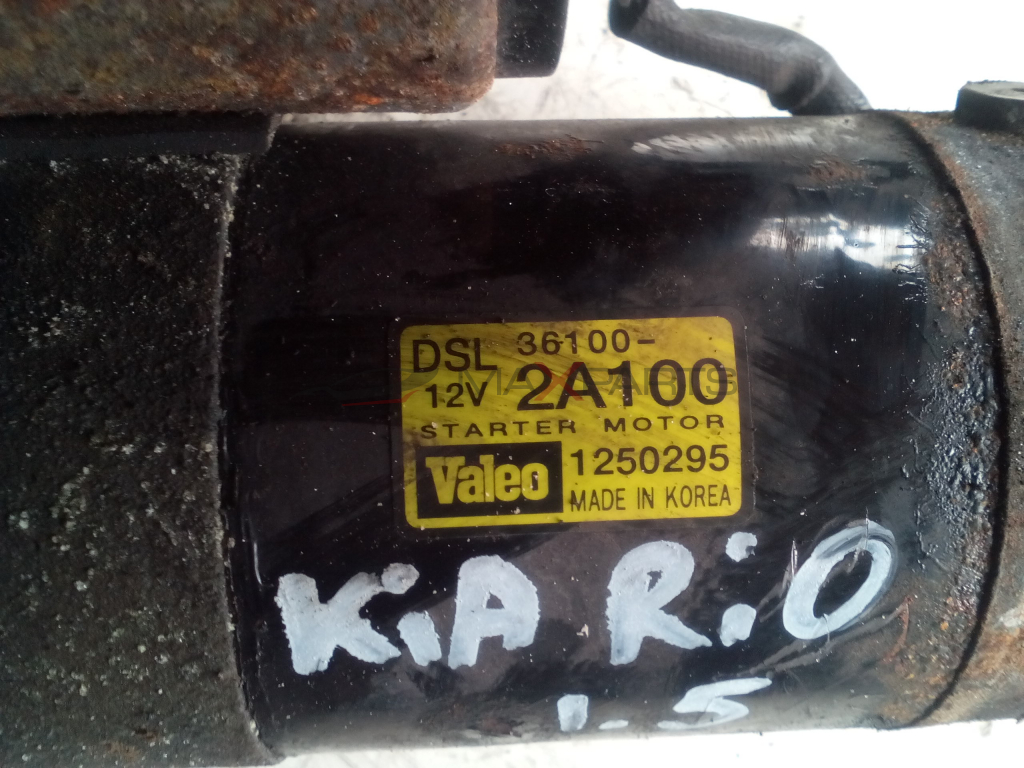 DSL 36100-
12V 2A100
STARTER MOTOR
Valeo 1250295
MADE IN KOREA
KiA RiO
1.5